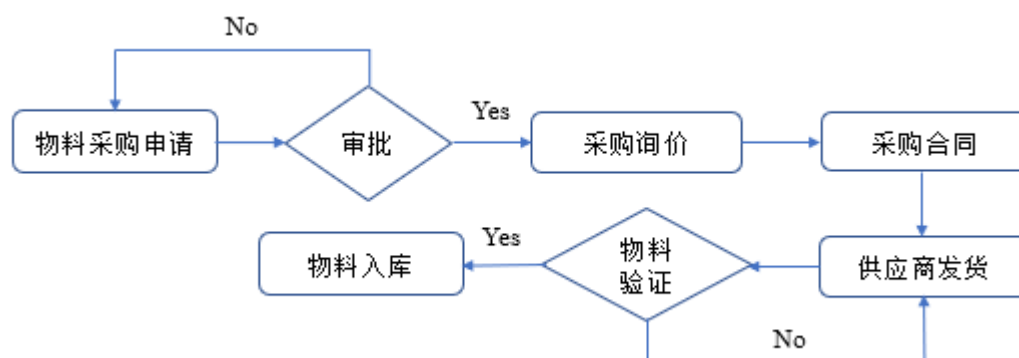 No
物料采购申请
审批
Yes
采购询价
采购合同
物料入库
Yes
物料
验证
供应商发货
No